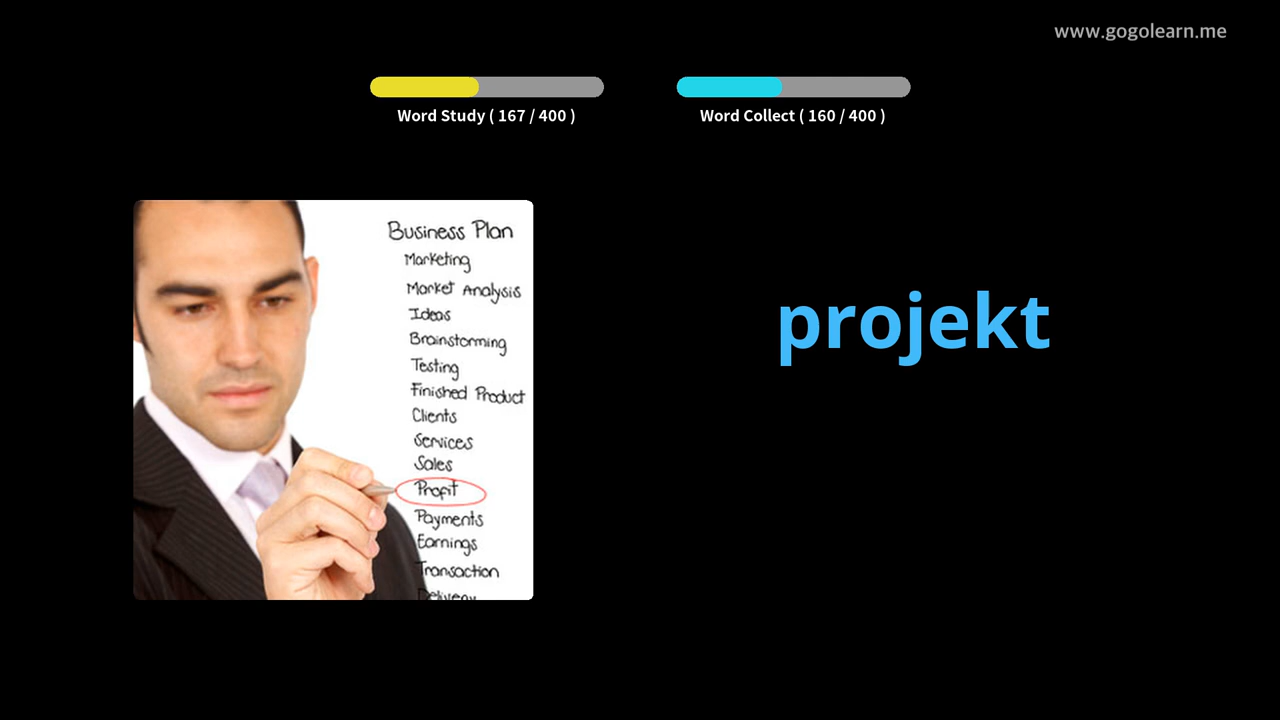 www.gogolearn.me
Word Study ( 167 / 400 )
Word Collect ( 160 / 400 )
Business Plan
Marketing
Market Analysis
Ideas
Brainstorming
Testing
Finished Product
Clients
Services
Sales
Profit
Payments
Earnings
Transaction
Delivery
projekt